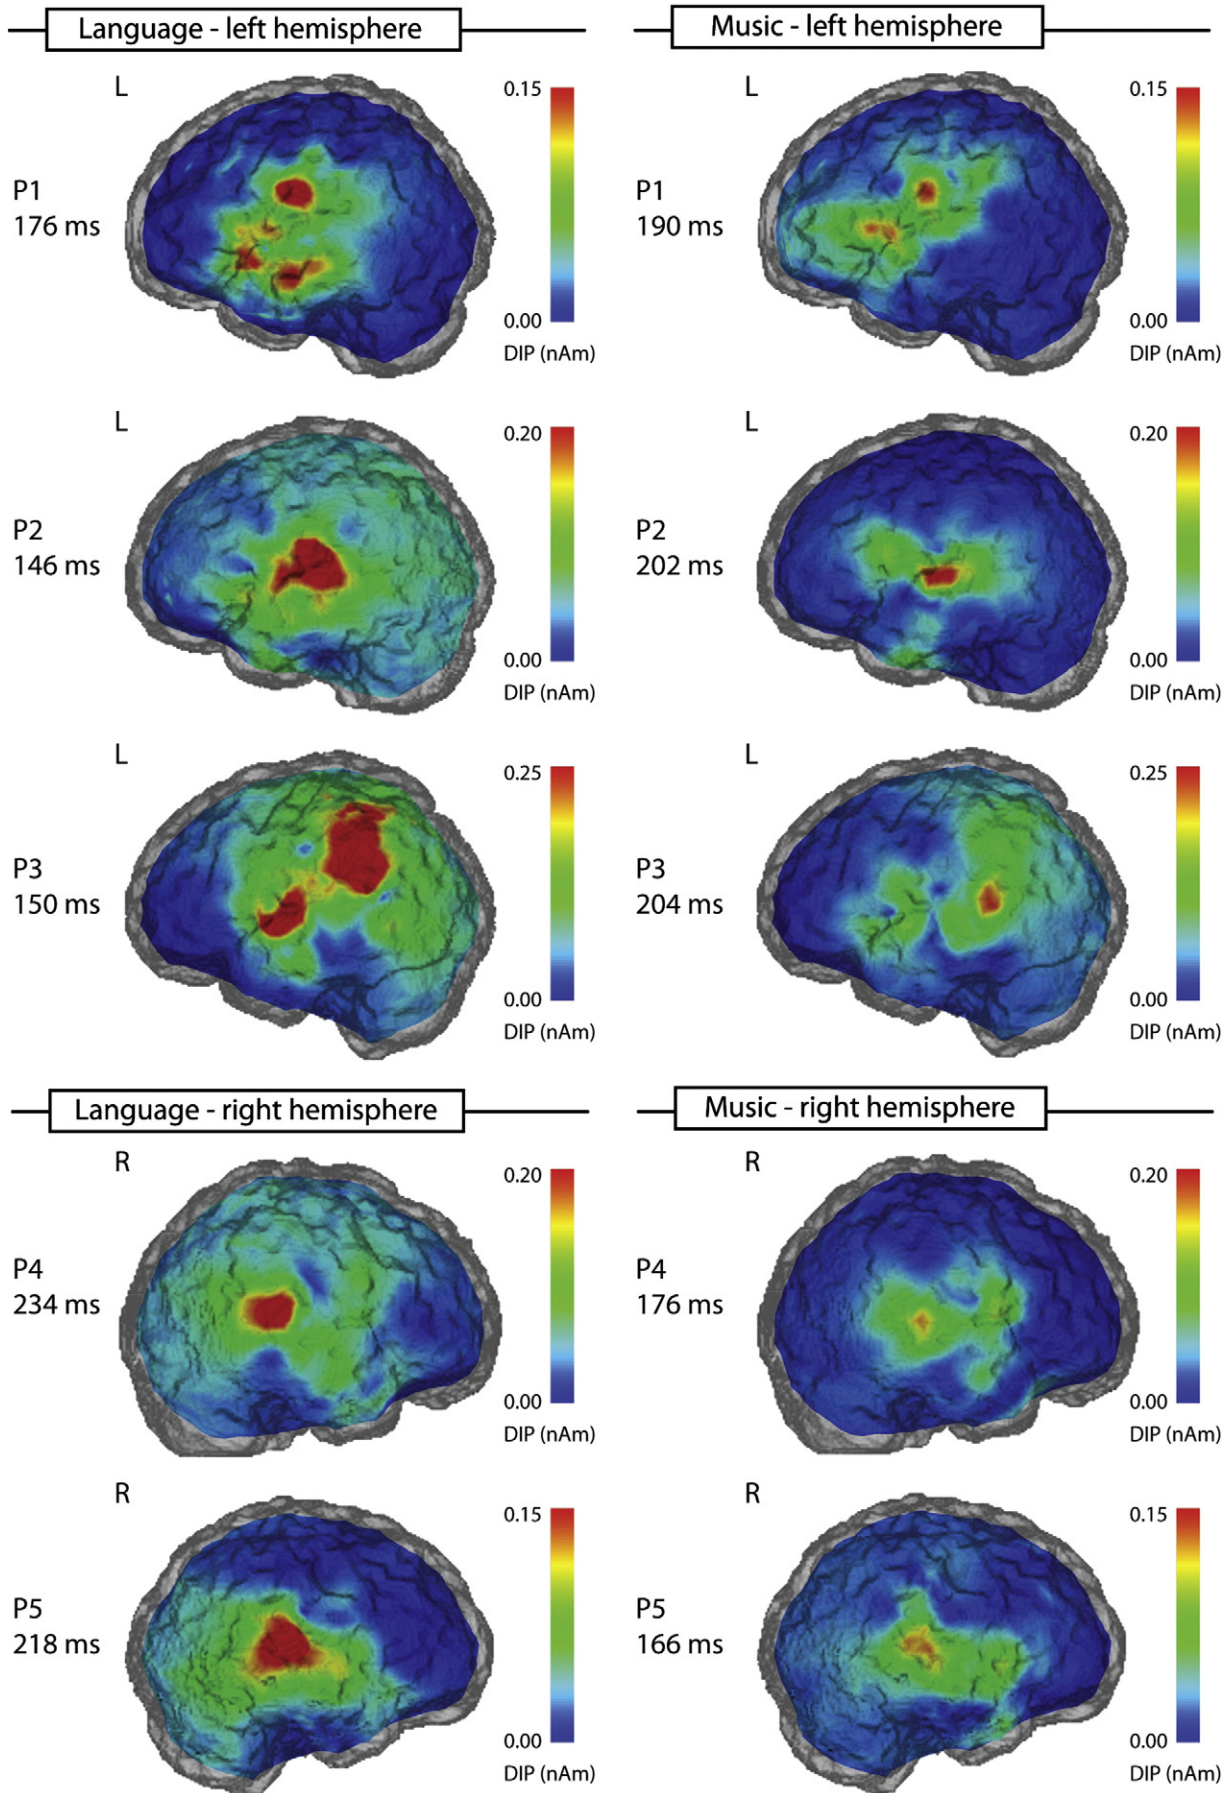 Language - left hemisphere
Music - left hemisphere
L
0.15
P1
176 ms
0.00
DIP (nAm)
L
0.15
P1
190 ms
0.00
DIP (nAm)
L
0.20
P2
146 ms
0.00
DIP (nAm)
L
0.20
P2
202 ms
0.00
DIP (nAm)
L
0.25
P3
150 ms
0.00
DIP (nAm)
L
0.25
P3
204 ms
0.00
DIP (nAm)
Language - right hemisphere
Music - right hemisphere
R
0.20
P4
234 ms
0.00
DIP (nAm)
R
0.20
P4
176 ms
0.00
DIP (nAm)
R
0.15
P5
218 ms
0.00
DIP (nAm)
R
0.15
P5
166 ms
0.00
DIP (nAm)